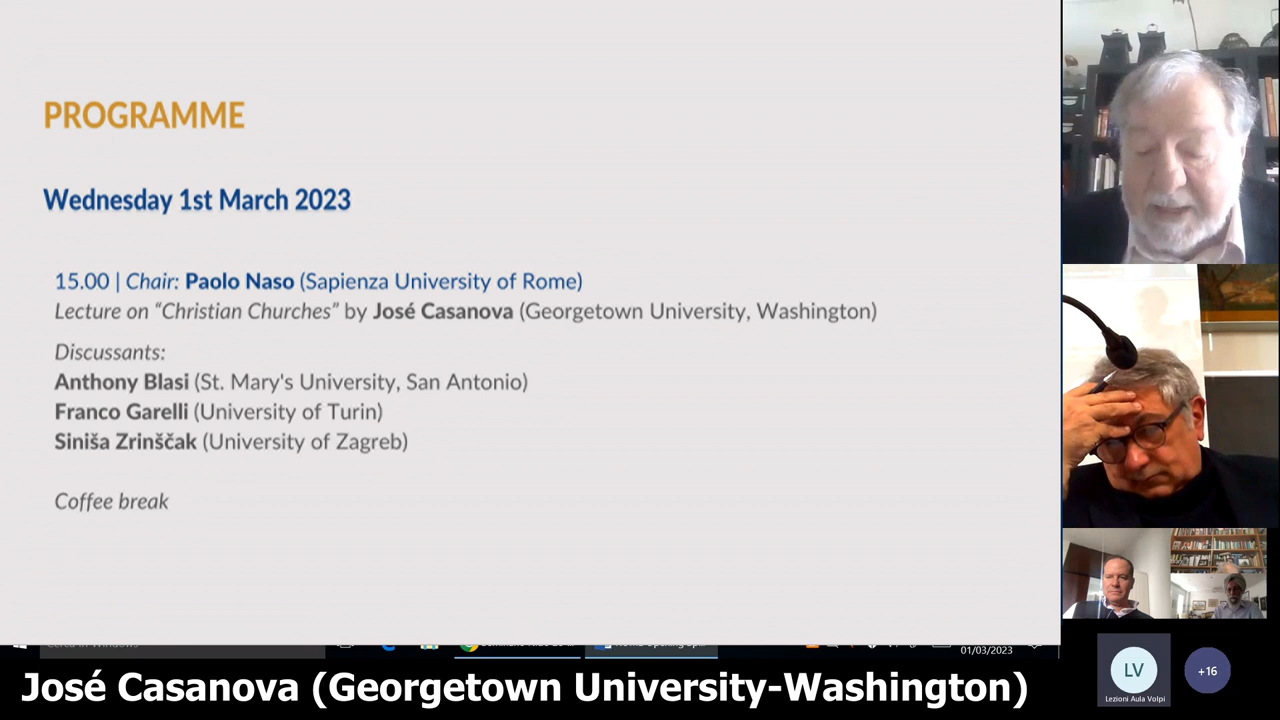 PROGRAMME
Wednesday 1st March 2023
15.00 | Chair: Paolo Naso (Sapienza University of Rome)
Lecture on “Christian Churches” by José Casanova (Georgetown University, Washington)
Discussants:
Anthony Blasi (St. Mary's University, San Antonio)
Franco Garelli (University of Turin)
Siniša Zrinščak (University of Zagreb)
Coffee break
01/03/2023
José Casanova (Georgetown University-Washington)
LV
Lezioni Aula Volpi
+16